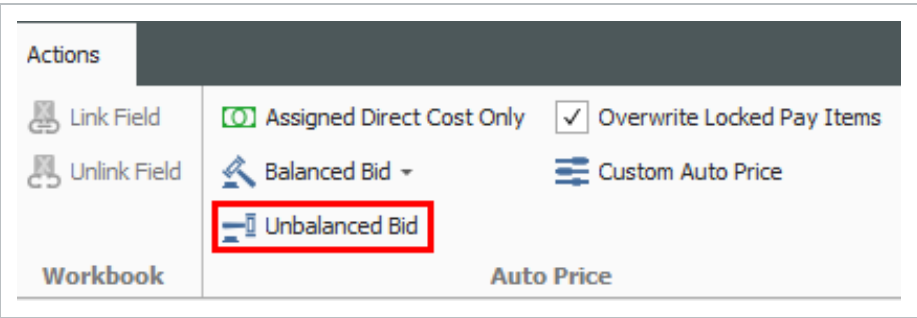 Actions
Link Field
Assigned Direct Cost Only
Overwrite Locked Pay Items
Unlink Field
Balanced Bid
Custom Auto Price
Unbalanced Bid
Workbook
Auto Price